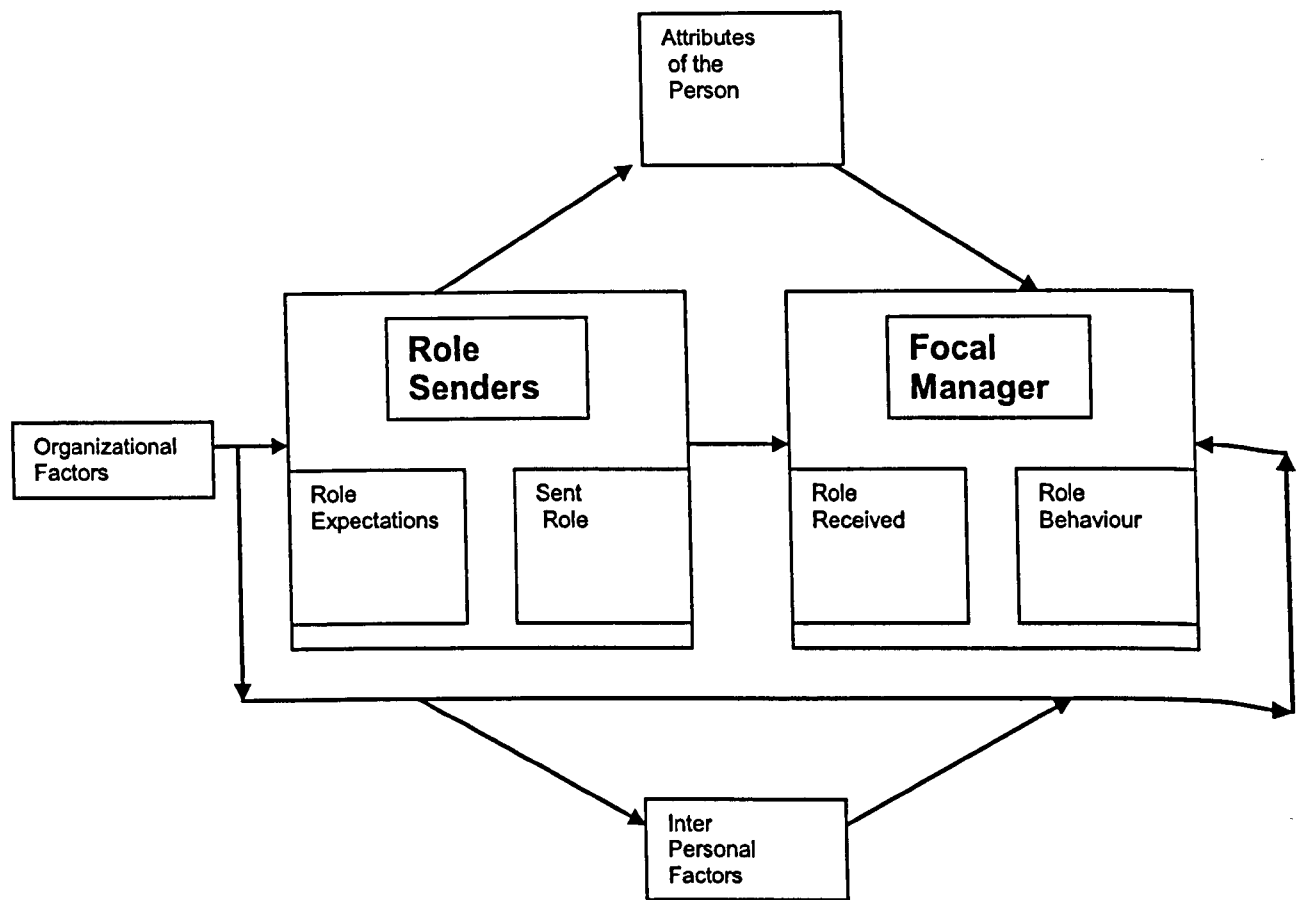 Attributes
of the
Person
Role
Senders
Focal
Manager
Organizational
Factors
Role
Expectations
Sent
Role
Role
Received
Role
Behaviour
Inter
Personal
Factors